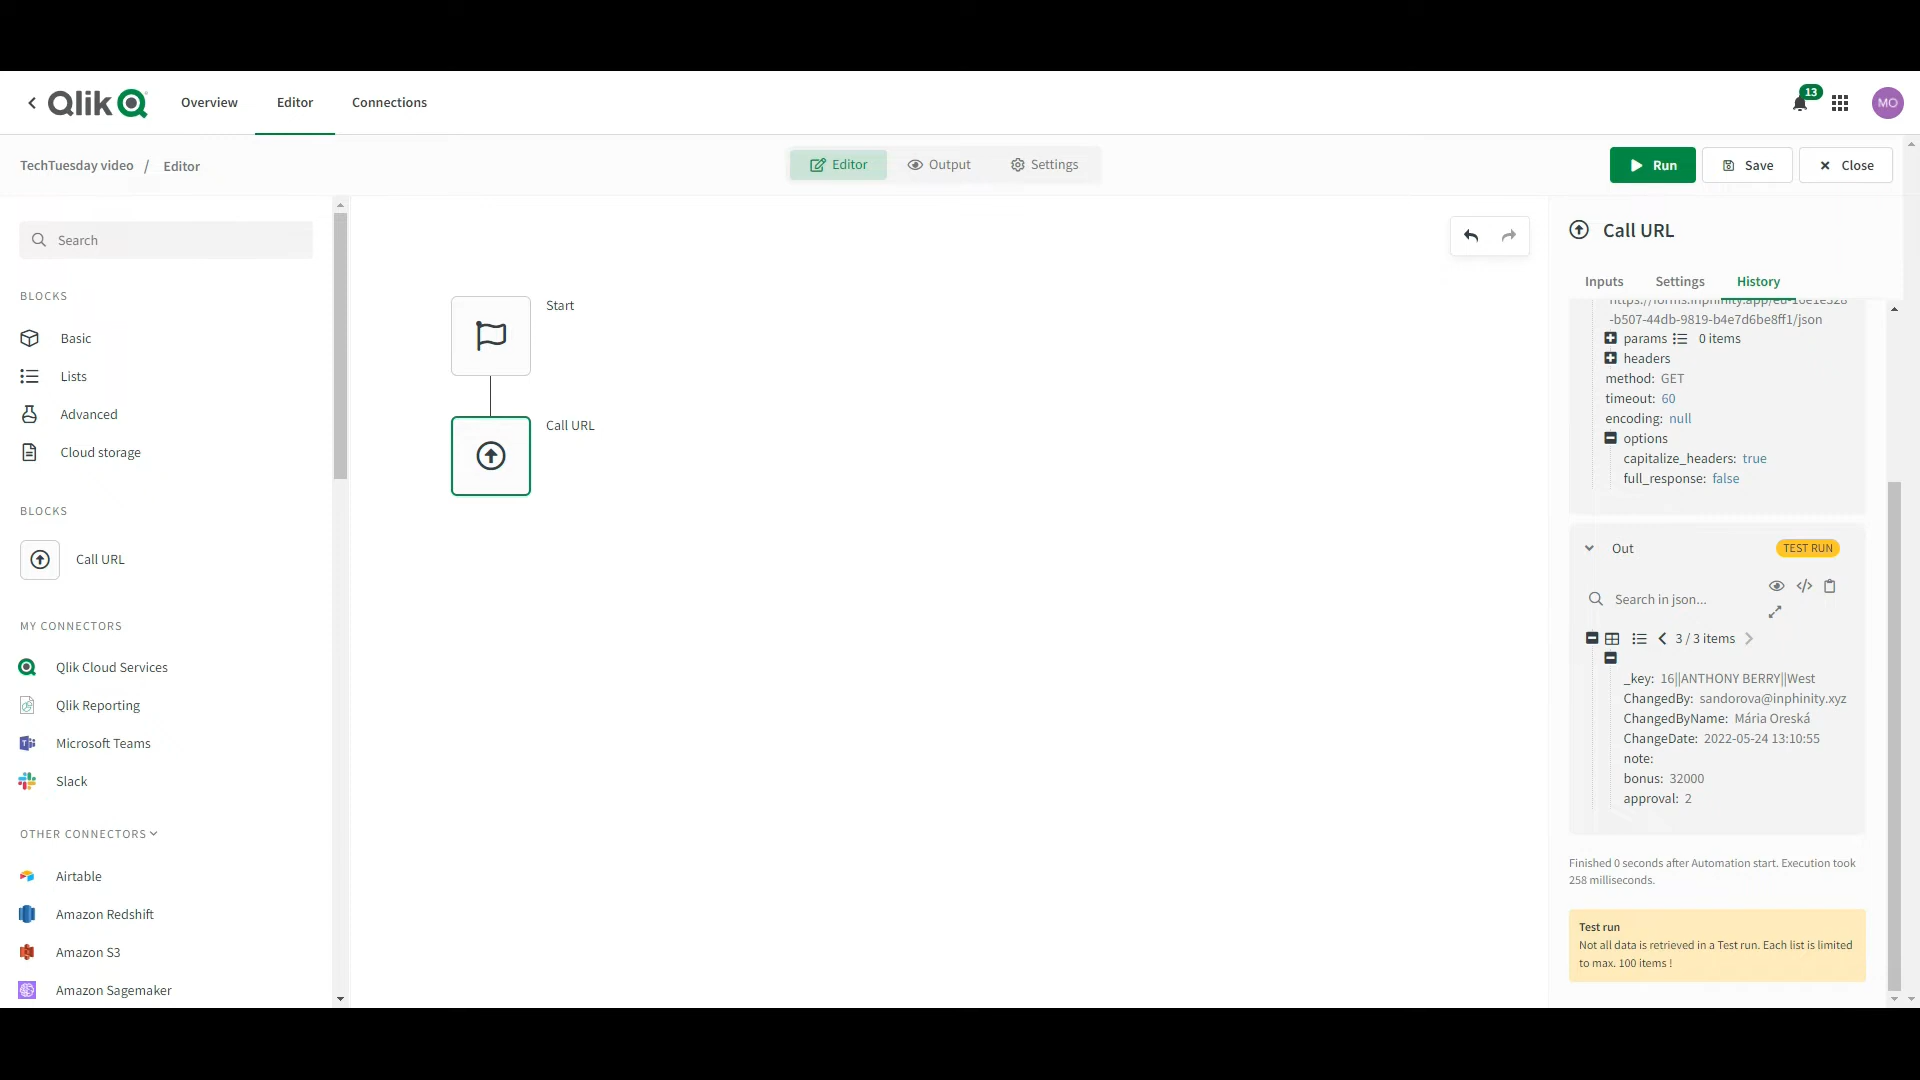 Qlik
Overview
Editor
Connections
13
MO
TechTuesday video / Editor
Editor
Output
Settings
Run
Save
Close
Search
BLOCKS
Basic
Lists
Advanced
Cloud storage
BLOCKS
Call URL
MY CONNECTORS
Qlik Cloud Services
Qlik Reporting
Microsoft Teams
Slack
OTHER CONNECTORS
Airtable
Amazon Redshift
Amazon S3
Amazon Sagemaker
Start
Call URL
Call URL
Inputs
Settings
History
-b507-44db-9819-b4e7d6be8ff1/json
params 0 items
headers
method: GET
timeout: 60
encoding: null
options
capitalize_headers: true
full_response: false
Out
TEST RUN
Search in json...
3 / 3 items
_key: 16||ANTHONY BERRY||West
ChangedBy: sandorova@inphinity.xyz
ChangedByName: Mária Oreská
ChangeDate: 2022-05-24 13:10:55
note:
bonus: 32000
approval: 2
Finished 0 seconds after Automation start. Execution took
258 milliseconds.
Test run
Not all data is retrieved in a Test run. Each list is limited
to max. 100 items !